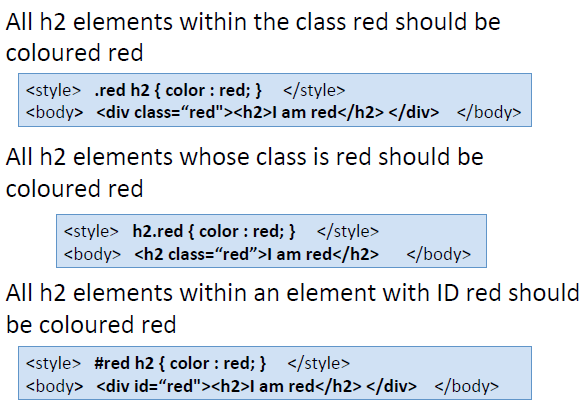 All h2 elements within the class red should be
coloured red
<style> .red h2 { color : red; } </style>
<body> <div class=“red"><h2>I am red</h2> </div> </body>
All h2 elements whose class is red should be
coloured red
<style> h2.red { color : red; } </style>
<body> <h2 class=“red”>I am red</h2> </body>
All h2 elements within an element with ID red should
be coloured red
<style> #red h2 { color : red; } </style>
<body> <div id=“red"><h2>I am red</h2> </div> </body>